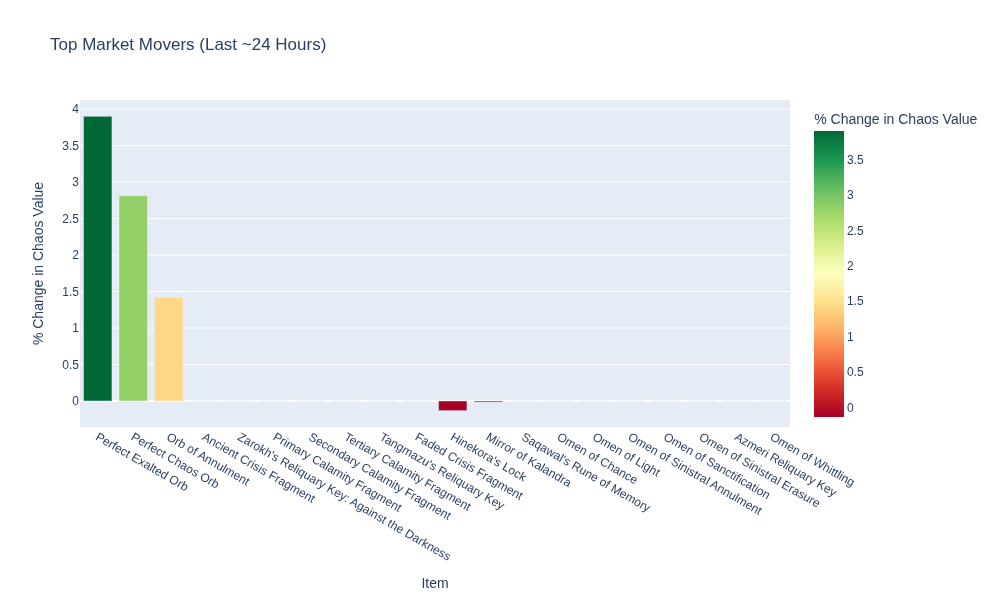 Top Market Movers (Last ~24 Hours)
% Change in Chaos Value
4
3.5
3
2.5
2
1.5
1
0.5
0
% Change in Chaos Value
3.5
3
2.5
2
1.5
1
0.5
0
Perfect Exalted Orb
Perfect Chaos Orb
Orb of Annulment
Ancient Crisis Fragment
Zarokh's Reliquary Key: Against the Darkness
Primary Calamity Fragment
Secondary Calamity Fragment
Tertiary Calamity Fragment
Tangmazu's Reliquary Key
Faded Crisis Fragment
Hinekora's Lock
Mirror of Kalandra
Saqawal's Rune of Memory
Omen of Chance
Omen of Light
Omen of Sinistral Annulment
Omen of Sanctification
Omen of Sinistral Erasure
Azmeri Reliquary Key
Omen of Whittling
Item